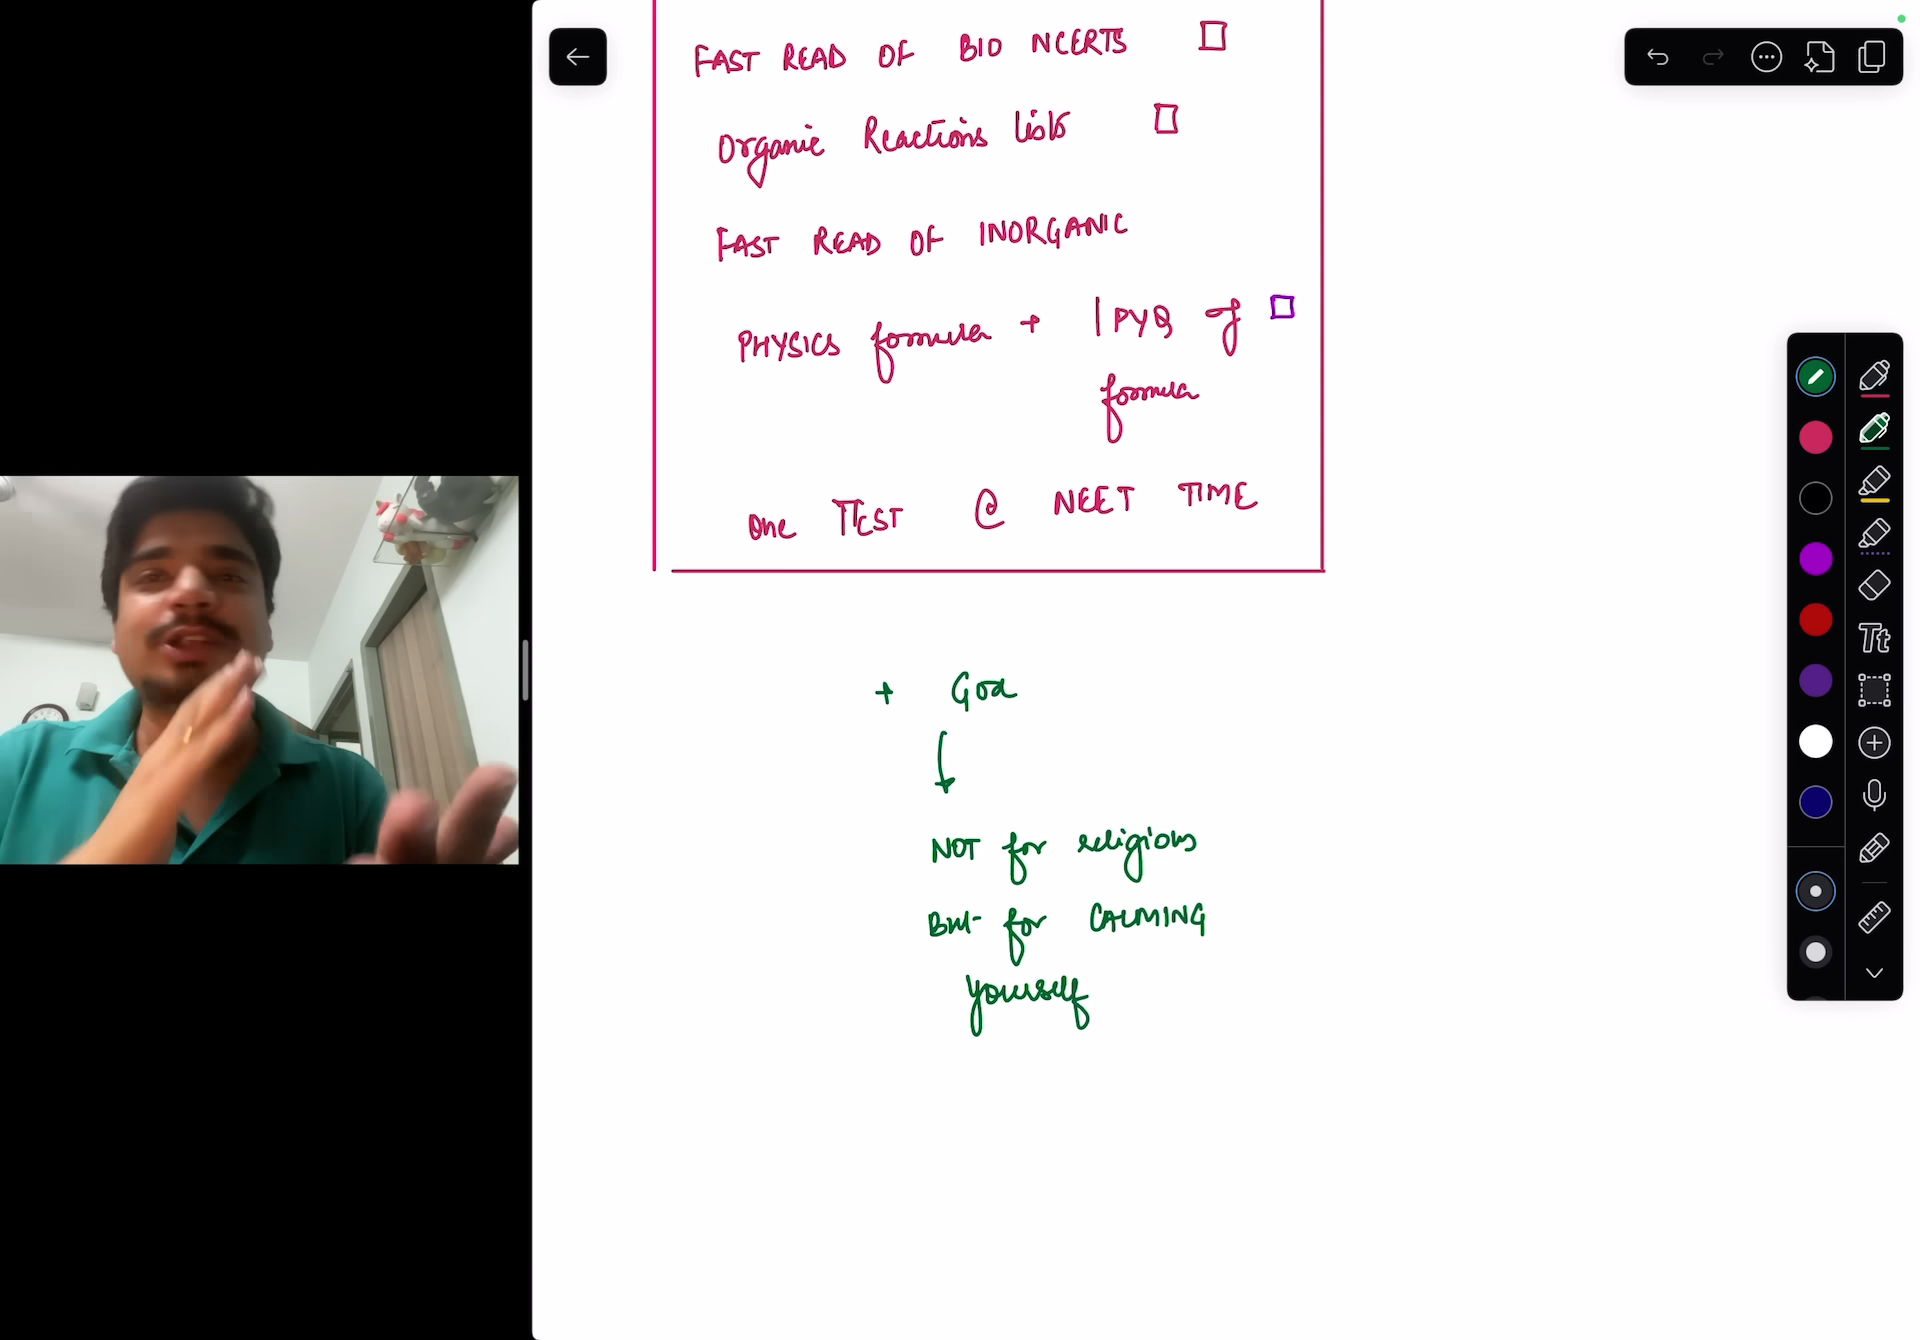 FAST READ OF BIO NCERTS
Organic Reactions lists
FAST READ OF INORGANIC
PHYSICS formula + 1 PYQ of
formula
One TEST @ NEET TIME
+ God
NOT for religious
But for CALMING
yourself
Tt